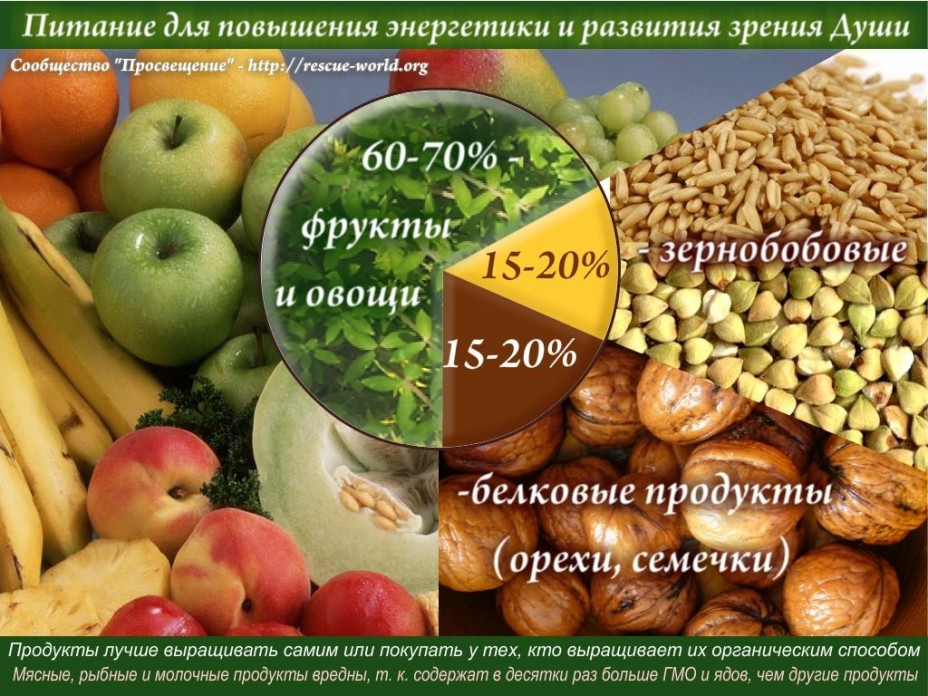 Питание для повышения энергетики и развития зрения Души
Сообщество "Просвещение" - http://rescue-world.org
60-70% -
фрукты
и овощи
15-20%
- зернобобовые
15-20%
-белковые продукты
(орехи, семечки)
Продукты лучше выращивать самим или покупать у тех, кто выращивает их органическим способом
Мясные, рыбные и молочные продукты вредны, т. к. содержат в десятки раз больше ГМО и ядов, чем другие продукты